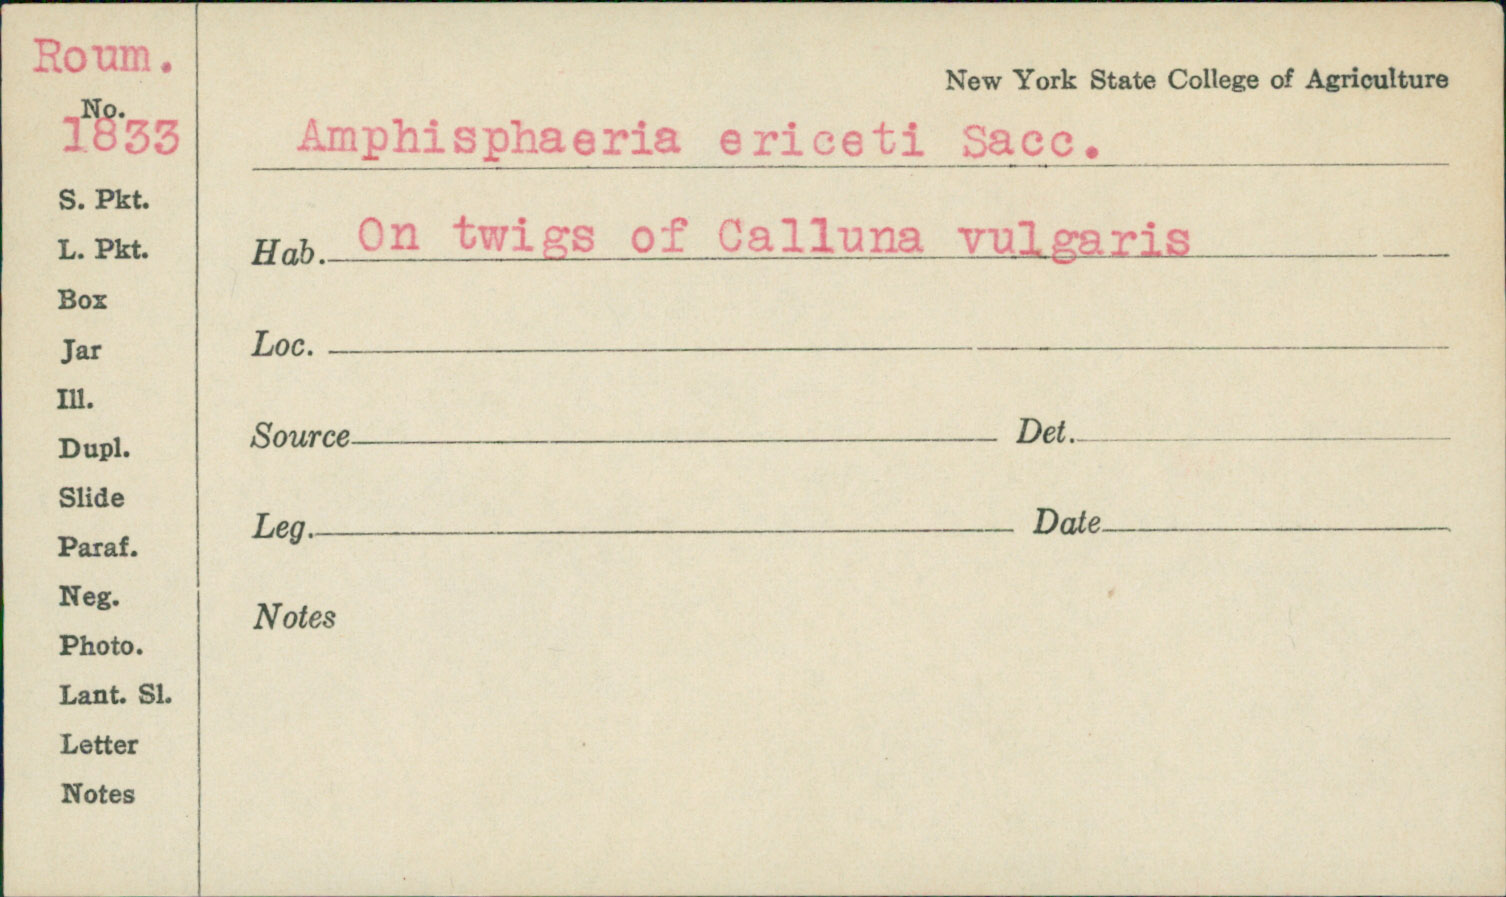 Roum.
No.
1833
S. Pkt.
L. Pkt.
Box
Jar
Ill.
Dupl.
Slide
Paraf.
Neg.
Photo.
Lant. Sl.
Letter
Notes
New York State College of Agriculture
Amphisphaeria ericeti Sacc.
Hab. On twigs of Calluna vulgaris
Loc.
Source Det.
Leg. Date
Notes